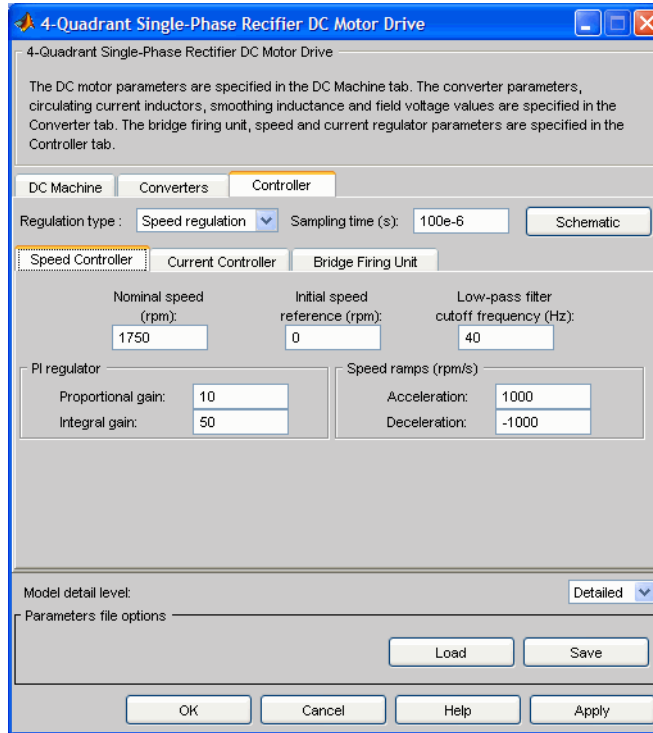 4-Quadrant Single-Phase Rectifier DC Motor Drive
4-Quadrant Single-Phase Rectifier DC Motor Drive
The DC motor parameters are specified in the DC Machine tab. The converter parameters,
circulating current inductors, smoothing inductance and field voltage values are specified in the
Converter tab. The bridge firing unit, speed and current regulator parameters are specified in the
Controller tab.
DC Machine Converters Controller
Regulation type : Speed regulation Sampling time (s): 100e-6 Schematic
Speed Controller Current Controller Bridge Firing Unit
Nominal speed Initial speed Low-pass filter
(rpm): reference (rpm): cutoff frequency (Hz):
1750 0 40
PI regulator Speed ramps (rpm/s)
Proportional gain: 10 Acceleration: 1000
Integral gain: 50 Deceleration: -1000
Model detail level: Detailed
Parameters file options
Load Save
OK Cancel Help Apply